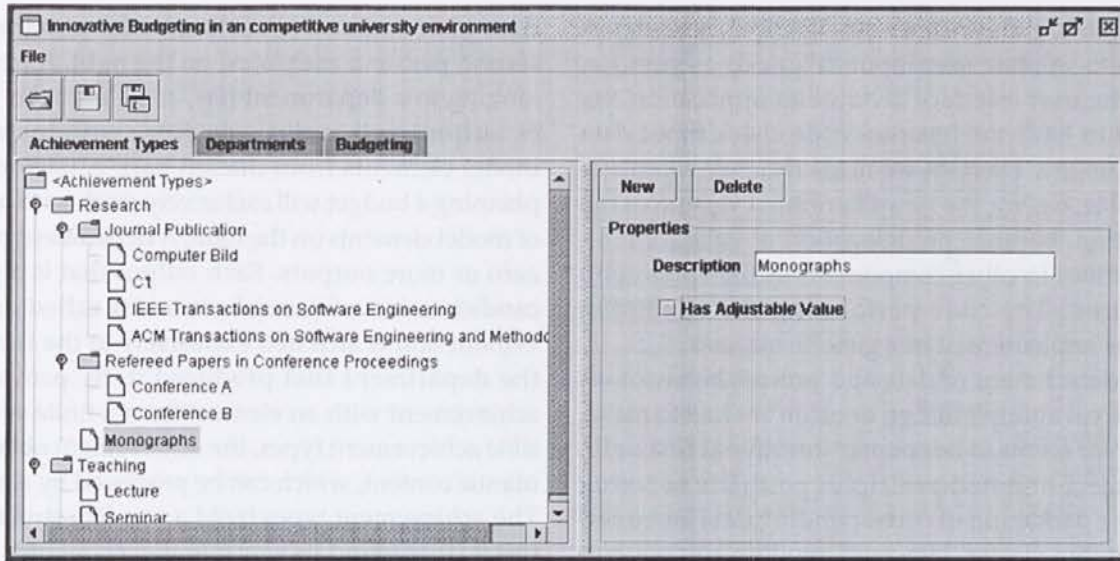 Innovative Budgeting in an competitive university environment
File
Achievement Types Departments Budgeting
<Achievement Types>
Research
Journal Publication
Computer Bild
C't
IEEE Transactions on Software Engineering
ACM Transactions on Software Engineering and Methodo
Refereed Papers in Conference Proceedings
Conference A
Conference B
Monographs
Teaching
Lecture
Seminar
New Delete
Properties
Description Monographs
Has Adjustable Value